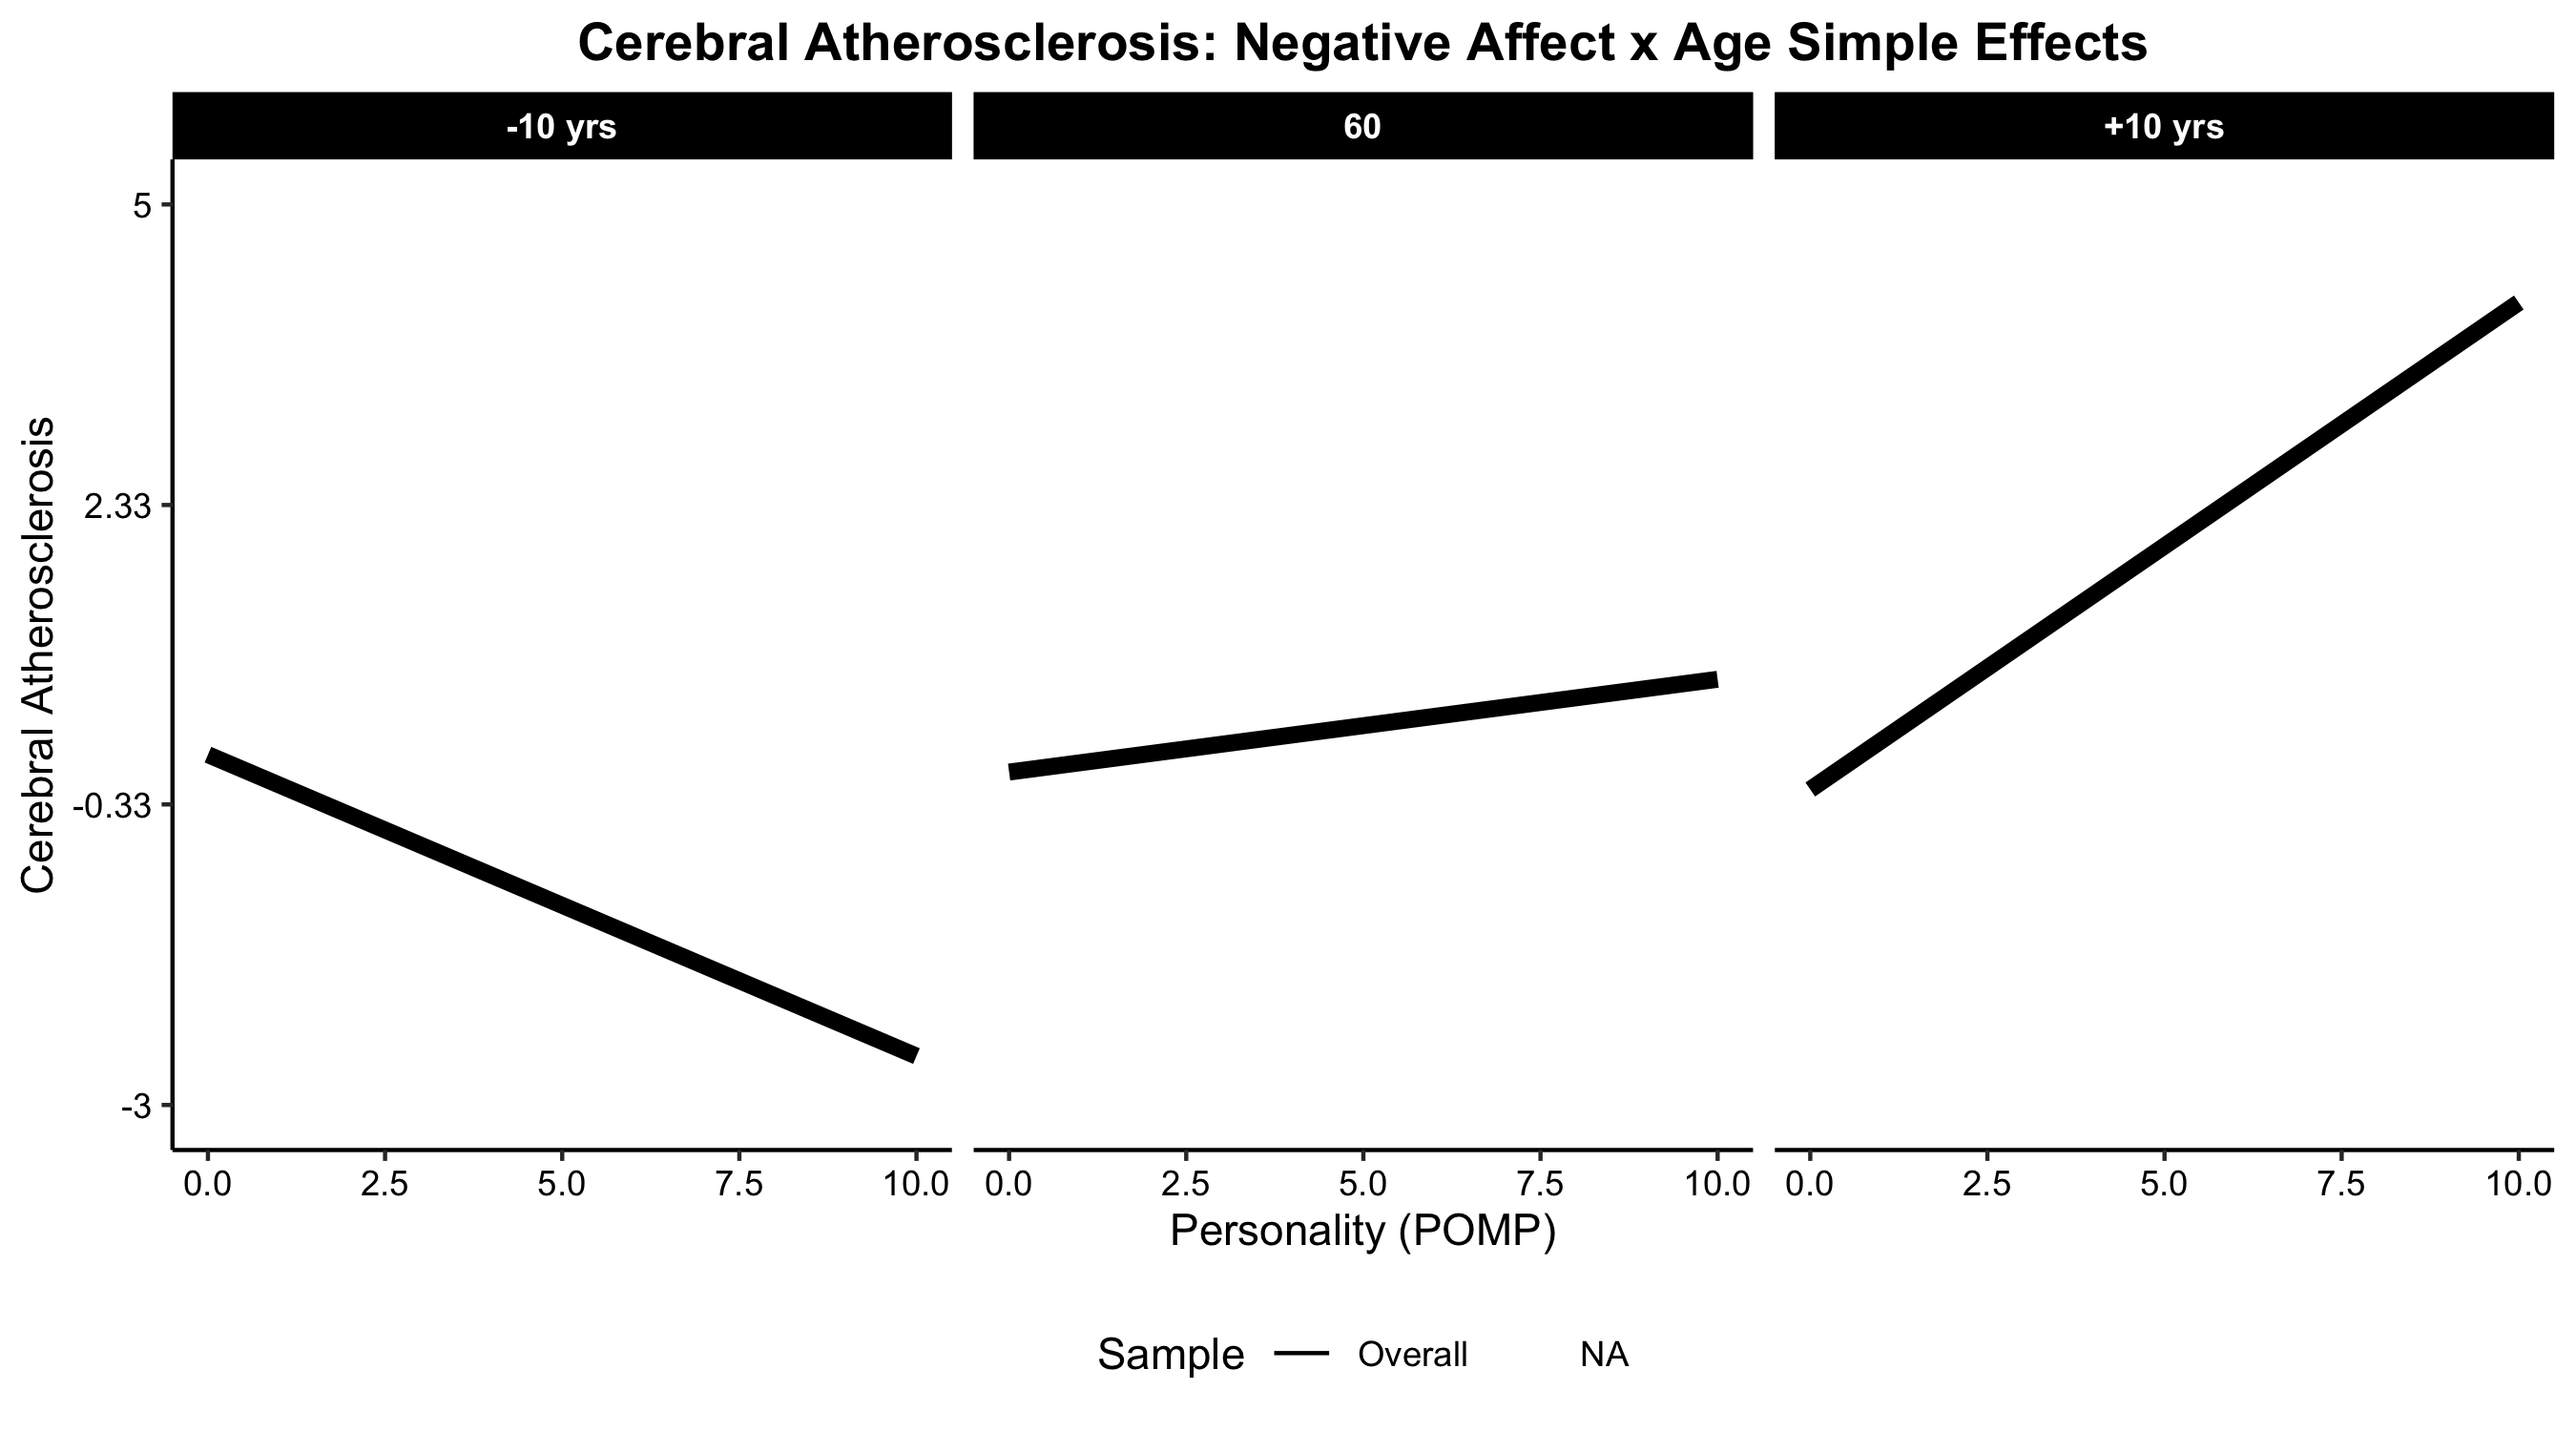 Cerebral Atherosclerosis: Negative Affect x Age Simple Effects
-10 yrs
60
+10 yrs
Cerebral Atherosclerosis
5
2.33
-0.33
-3
0.0 2.5 5.0 7.5 10.0 0.0 2.5 5.0 7.5 10.0 0.0 2.5 5.0 7.5 10.0
Personality (POMP)
Sample Overall NA